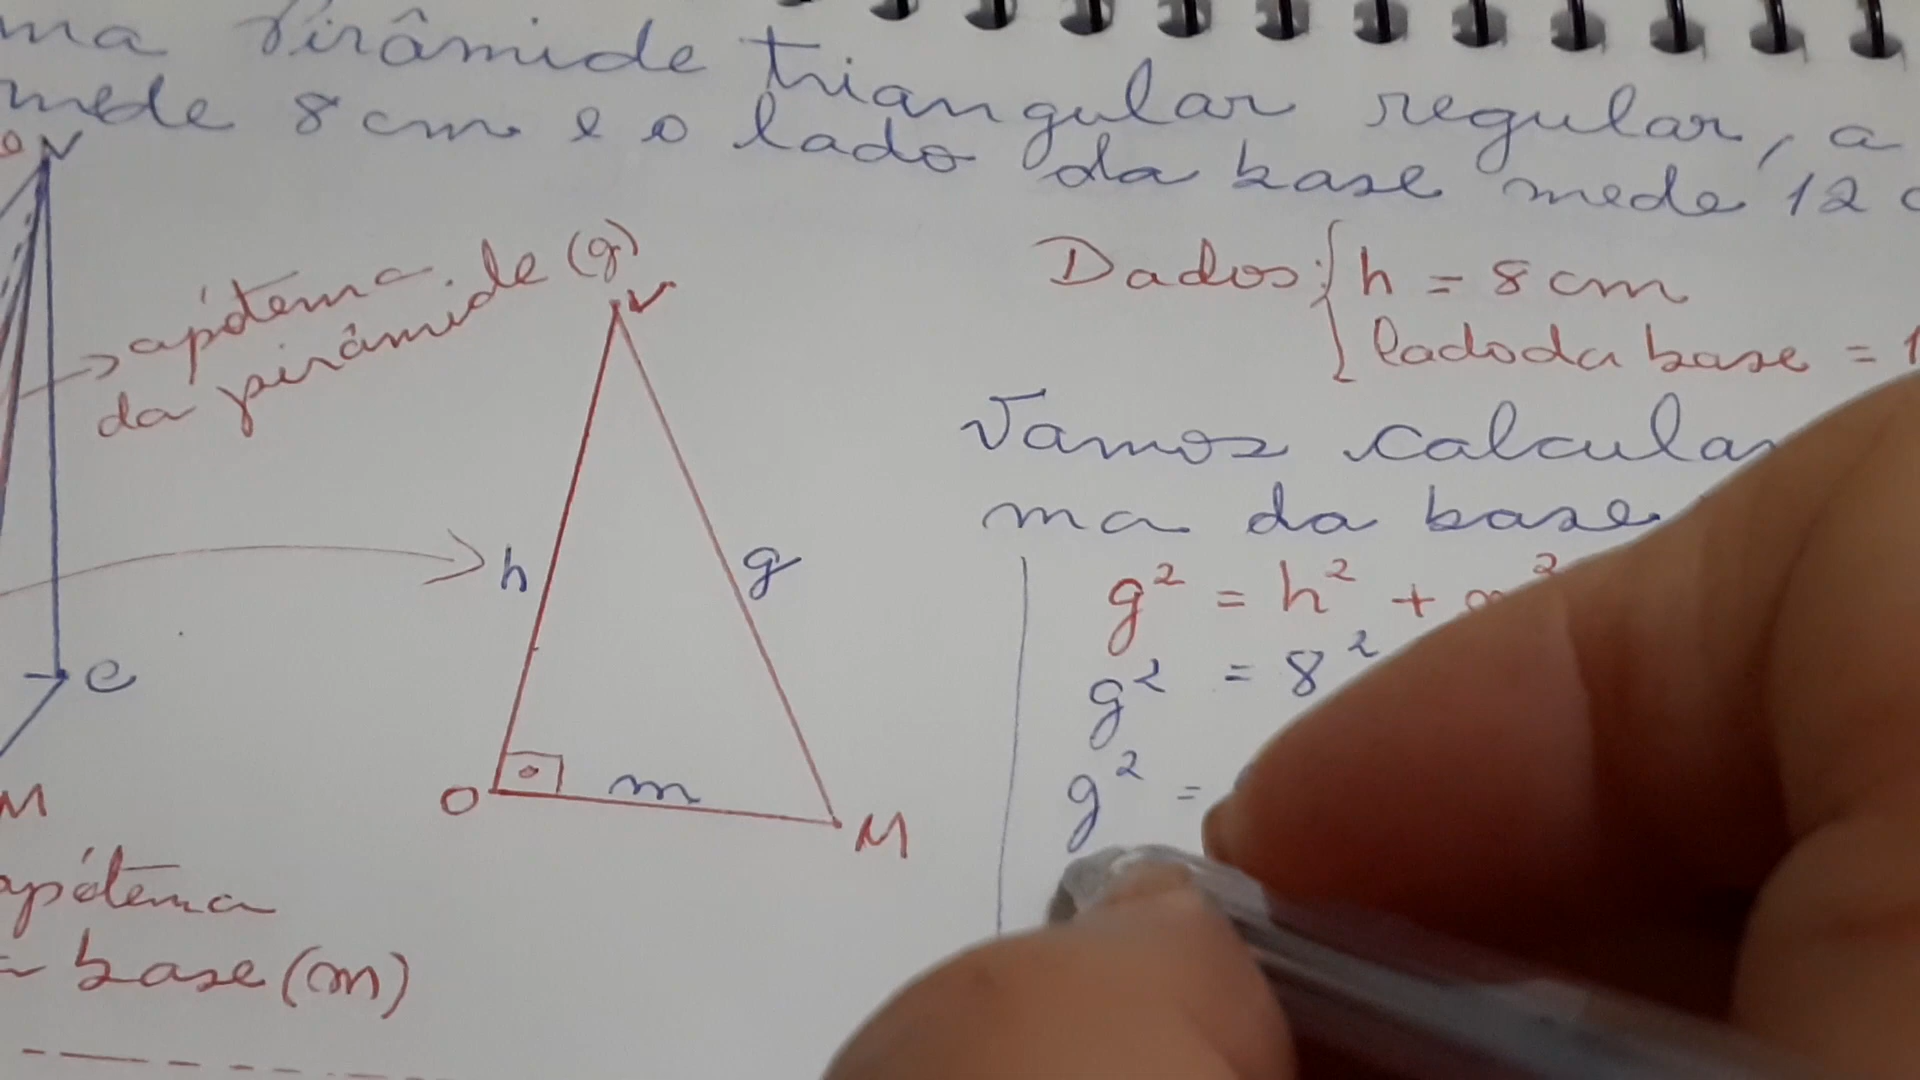 ma Pirâmide triangular regular, a
mede 8 cm e o lado da base mede 12 c
V
apótema
da pirâmide (g)
V
h
g
O
m
M
C
M
apótema
base (m)
Dados: { h = 8 cm
lado da base = 1
Vamos calcular
ma da base
g² = h² +
g² = 8²
g² =